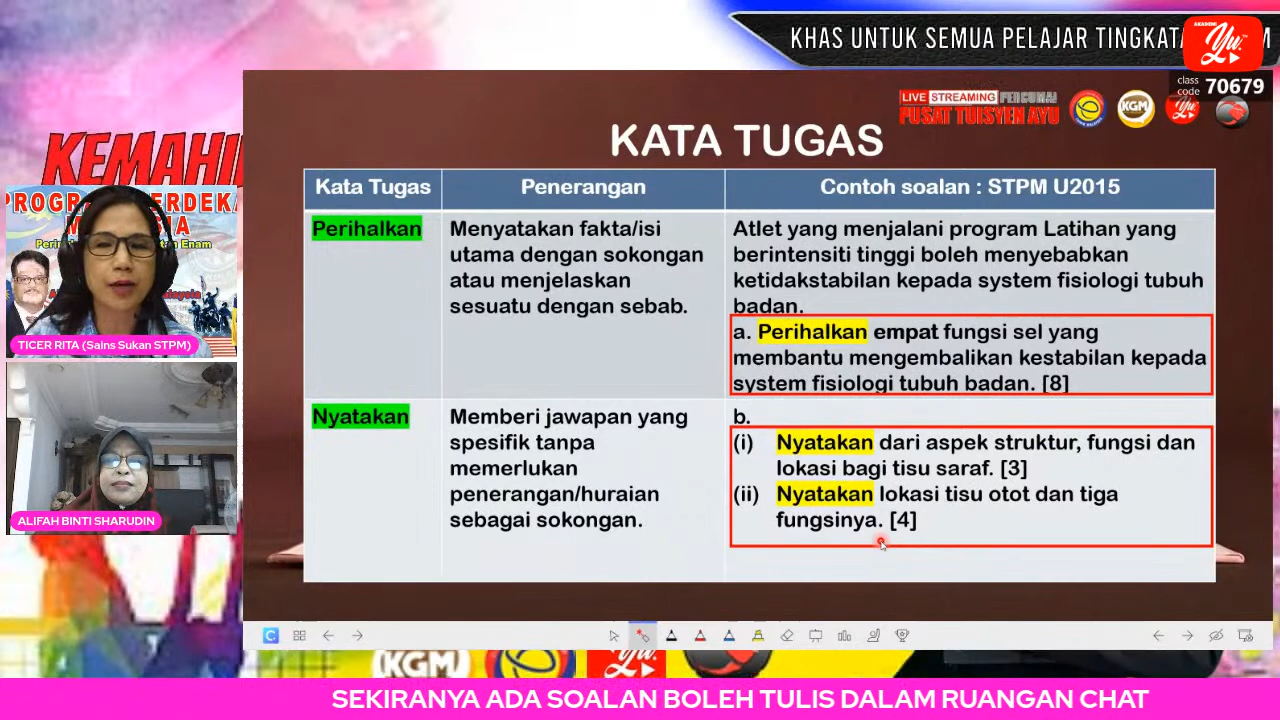 KHAS UNTUK SEMUA PELAJAR TINGKATA
AKADEMI
Yu
M
class code 70679
LIVE STREAMING PERCUMA!
PUSAT TUISYEN AYU
KGM
KEMAHI
KATA TUGAS
Kata Tugas
Penerangan
Contoh soalan : STPM U2015
Perihalkan
Menyatakan fakta/isi
utama dengan sokongan
atau menjelaskan
sesuatu dengan sebab.
Atlet yang menjalani program Latihan yang
berintensiti tinggi boleh menyebabkan
ketidakstabilan kepada system fisiologi tubuh
badan.
a. Perihalkan empat fungsi sel yang
membantu mengembalikan kestabilan kepada
system fisiologi tubuh badan. [8]
Nyatakan
Memberi jawapan yang
spesifik tanpa
memerlukan
penerangan/huraian
sebagai sokongan.
b.
(i) Nyatakan dari aspek struktur, fungsi dan
lokasi bagi tisu saraf. [3]
(ii) Nyatakan lokasi tisu otot dan tiga
fungsinya. [4]
TICER RITA (Sains Sukan STPM)
ALIFAH BINTI SHARUDIN
KGM
SEKIRANYA ADA SOALAN BOLEH TULIS DALAM RUANGAN CHAT